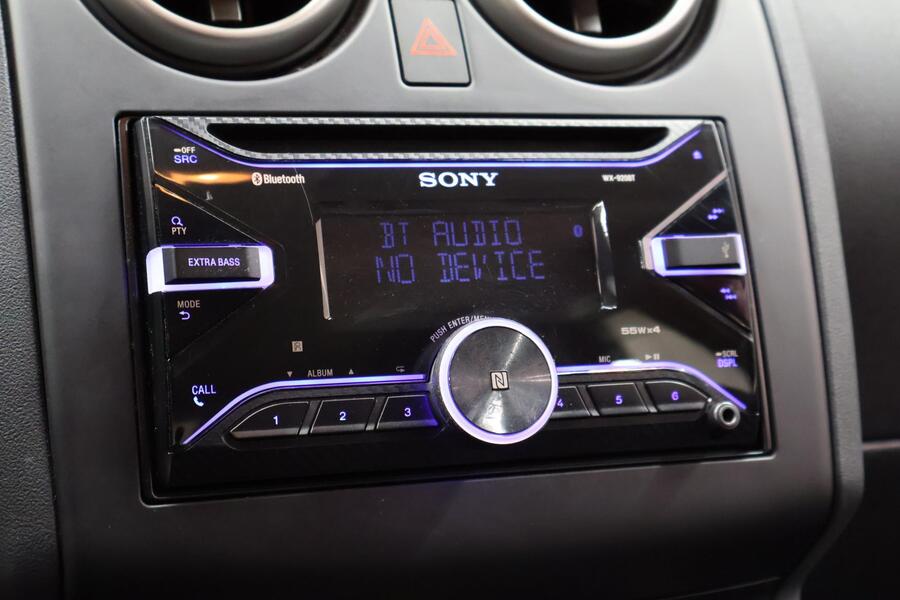 OFF
SRC
Bluetooth
SONY
WX-920BT
PTY
BT AUDIO
NO DEVICE
EXTRA BASS
MODE
PUSH ENTER/MENU
55W×4
ALBUM
MIC
SCRL
DSPL
CALL
1
2
3
4
5
6